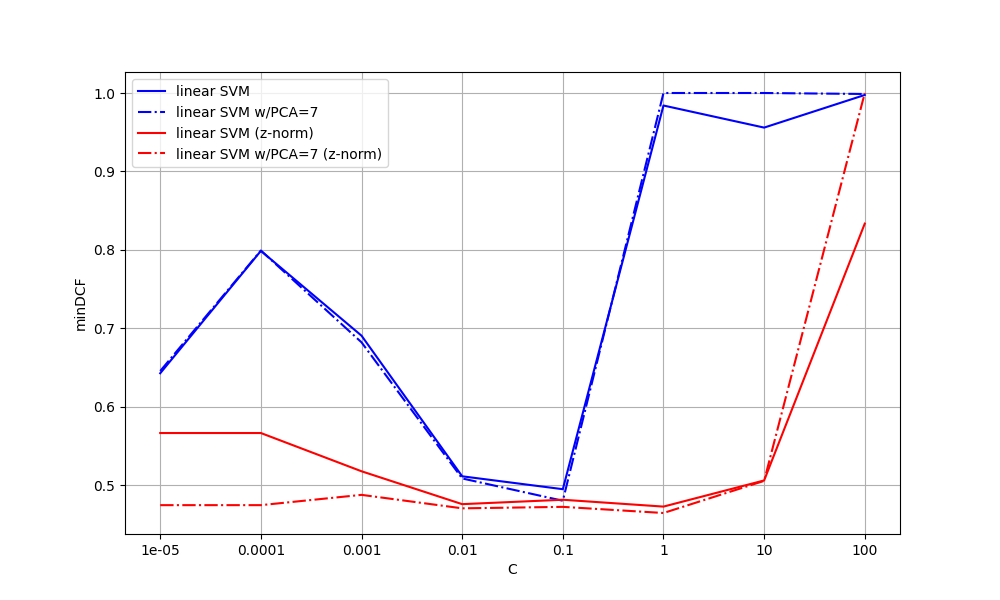 linear SVM
linear SVM w/PCA=7
linear SVM (z-norm)
linear SVM w/PCA=7 (z-norm)
minDCF
1.0
0.9
0.8
0.7
0.6
0.5
1e-05 0.0001 0.001 0.01 0.1 1 10 100
C